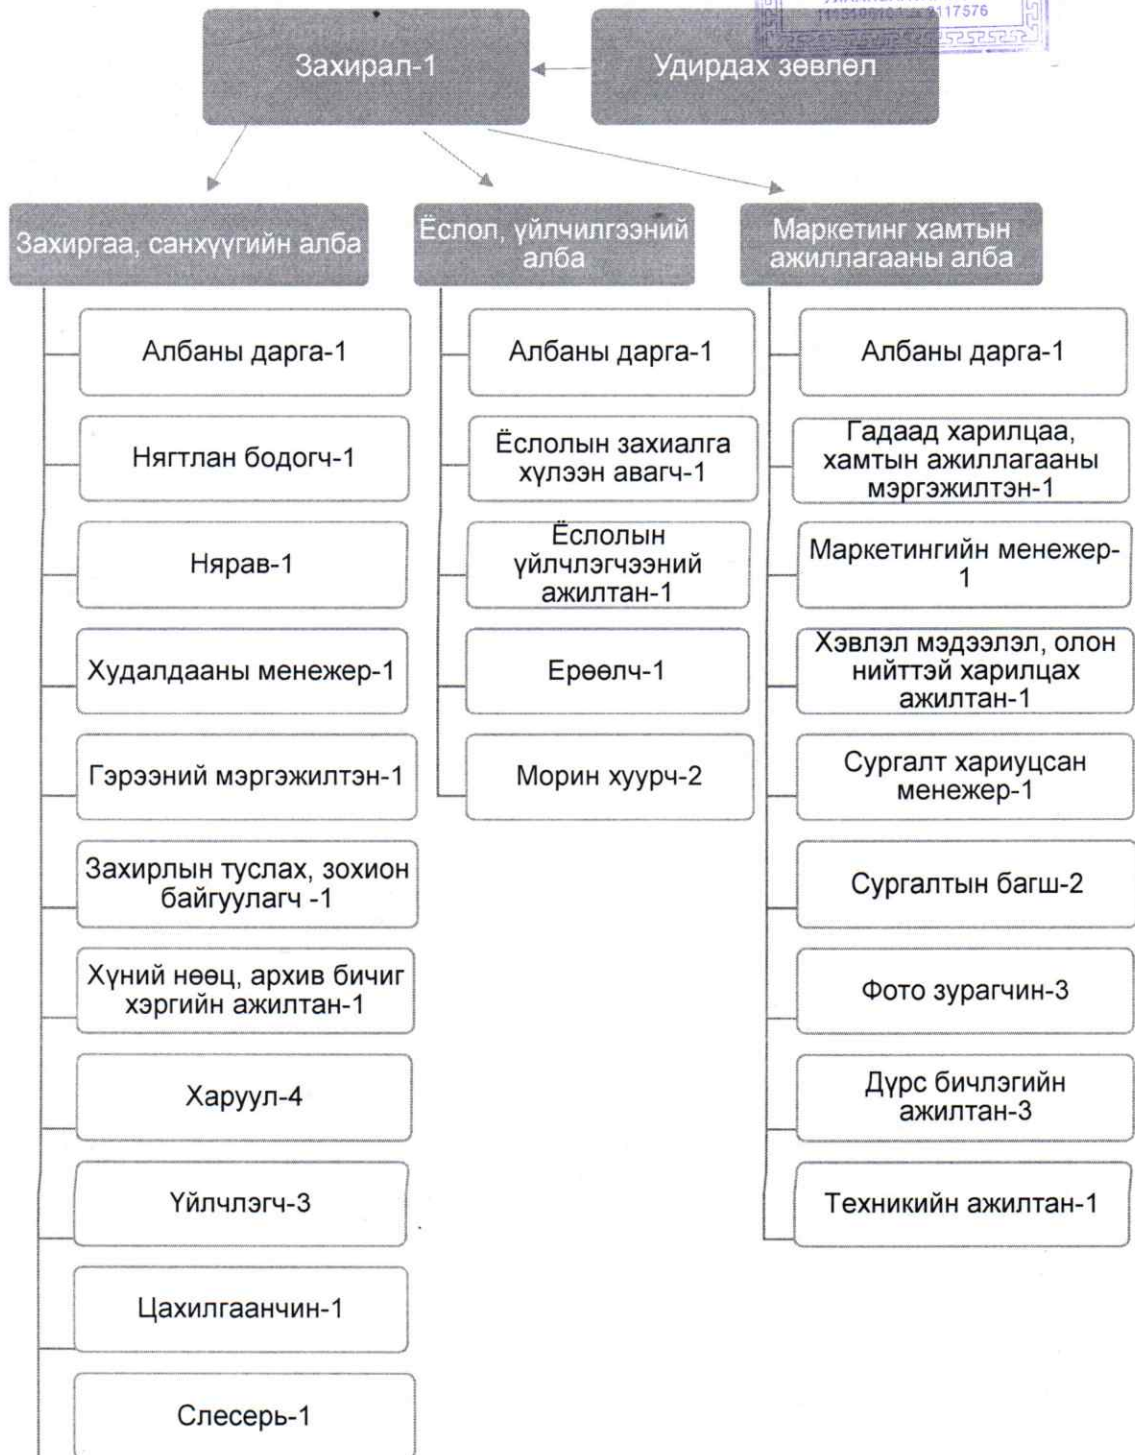 9117576
Захирал-1
Удирдах зөвлөл
Захиргаа, санхүүгийн алба
Албаны дарга-1
Нягтлан бодогч-1
Нярав-1
Худалдааны менежер-1
Гэрээний мэргэжилтэн-1
Захирлын туслах, зохион
байгуулагч -1
Хүний нөөц, архив бичиг
хэргийн ажилтан-1
Харуул-4
Үйлчлэгч-3
Цахилгаанчин-1
Слесерь-1
Ёслол, үйлчилгээний
алба
Албаны дарга-1
Ёслолын захиалга
хүлээн авагч-1
Ёслолын
үйлчлэгчээний
ажилтан-1
Ерөөлч-1
Морин хуурч-2
Маркетинг хамтын
ажиллагааны алба
Албаны дарга-1
Гадаад харилцаа,
хамтын ажиллагааны
мэргэжилтэн-1
Маркетингийн менежер-
1
Хэвлэл мэдээлэл, олон
нийттэй харилцах
ажилтан-1
Сургалт хариуцсан
менежер-1
Сургалтын багш-2
Фото зурагчин-3
Дүрс бичлэгийн
ажилтан-3
Техникийн ажилтан-1